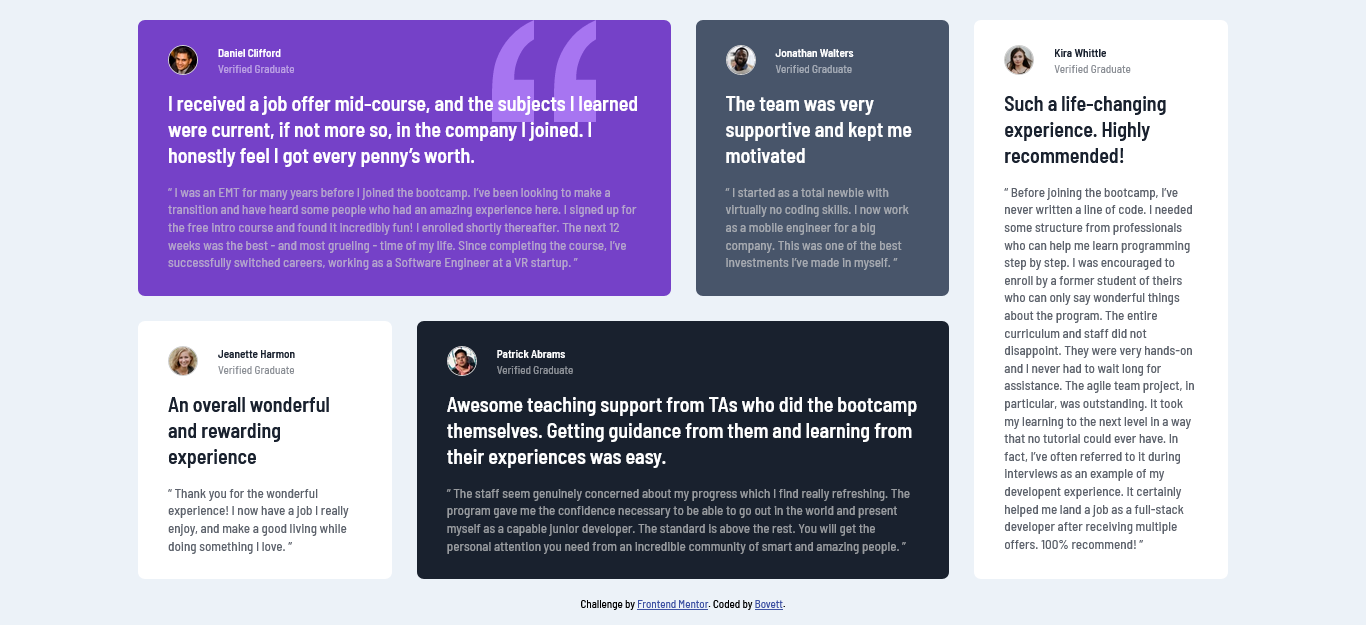 Daniel Clifford
Verified Graduate
I received a job offer mid-course, and the subjects I learned
were current, if not more so, in the company I joined. I
honestly feel I got every penny’s worth.
“ I was an EMT for many years before I joined the bootcamp. I’ve been looking to make a
transition and have heard some people who had an amazing experience here. I signed up for
the free intro course and found it incredibly fun! I enrolled shortly thereafter. The next 12
weeks was the best - and most grueling - time of my life. Since completing the course, I’ve
successfully switched careers, working as a Software Engineer at a VR startup. ”
Jonathan Walters
Verified Graduate
The team was very
supportive and kept me
motivated
“ I started as a total newbie with
virtually no coding skills. I now work
as a mobile engineer for a big
company. This was one of the best
investments I’ve made in myself. ”
Kira Whittle
Verified Graduate
Such a life-changing
experience. Highly
recommended!
“ Before joining the bootcamp, I’ve
never written a line of code. I needed
some structure from professionals
who can help me learn programming
step by step. I was encouraged to
enroll by a former student of theirs
who can only say wonderful things
about the program. The entire
curriculum and staff did not
disappoint. They were very hands-on
and I never had to wait long for
assistance. The agile team project, in
particular, was outstanding. It took
my learning to the next level in a way
that no tutorial could ever have. In
fact, I’ve often referred to it during
interviews as an example of my
developent experience. It certainly
helped me land a job as a full-stack
developer after receiving multiple
offers. 100% recommend! ”
Jeanette Harmon
Verified Graduate
An overall wonderful
and rewarding
experience
“ Thank you for the wonderful
experience! I now have a job I really
enjoy, and make a good living while
doing something I love. ”
Patrick Abrams
Verified Graduate
Awesome teaching support from TAs who did the bootcamp
themselves. Getting guidance from them and learning from
their experiences was easy.
“ The staff seem genuinely concerned about my progress which I find really refreshing. The
program gave me the confidence necessary to be able to go out in the world and present
myself as a capable junior developer. The standard is above the rest. You will get the
personal attention you need from an incredible community of smart and amazing people. ”
Challenge by Frontend Mentor. Coded by Bovett.